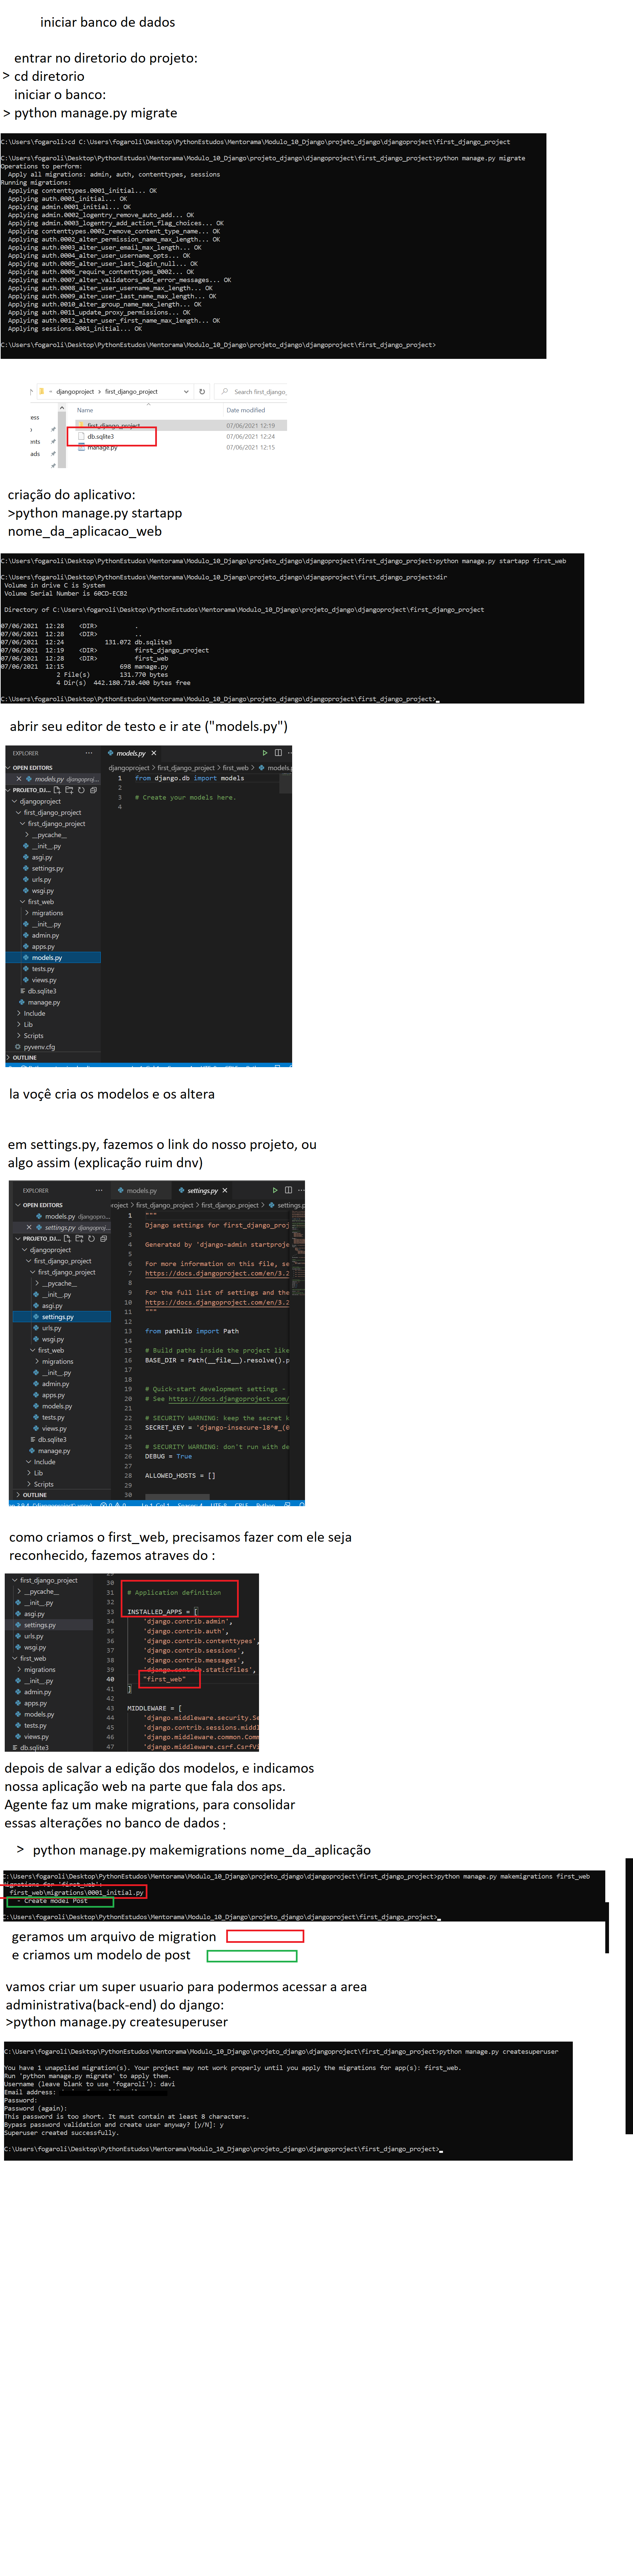 iniciar banco de dados
entrar no diretorio do projeto:
> cd diretorio
iniciar o banco:
> python manage.py migrate
C:\Users\fogaroli>cd C:\Users\fogaroli\Desktop\PythonEstudos\Mentorama\Modulo_10_Django\projeto_django\djangoproject\first_django_project
C:\Users\fogaroli\Desktop\PythonEstudos\Mentorama\Modulo_10_Django\projeto_django\djangoproject\first_django_project>python manage.py migrate
Operations to perform:
Apply all migrations: admin, auth, contenttypes, sessions
Running migrations:
Applying contenttypes.0001_initial... OK
Applying auth.0001_initial... OK
Applying admin.0001_initial... OK
Applying admin.0002_logentry_remove_auto_add... OK
Applying admin.0003_logentry_add_action_flag_choices... OK
Applying contenttypes.0002_remove_content_type_name... OK
Applying auth.0002_alter_permission_name_max_length... OK
Applying auth.0003_alter_user_email_max_length... OK
Applying auth.0004_alter_user_username_opts... OK
Applying auth.0005_alter_user_last_login_null... OK
Applying auth.0006_require_contenttypes_0002... OK
Applying auth.0007_alter_validators_add_error_messages... OK
Applying auth.0008_alter_user_username_max_length... OK
Applying auth.0009_alter_user_last_name_max_length... OK
Applying auth.0010_alter_group_name_max_length... OK
Applying auth.0011_update_proxy_permissions... OK
Applying auth.0012_alter_user_first_name_max_length... OK
Applying sessions.0001_initial... OK
C:\Users\fogaroli\Desktop\PythonEstudos\Mentorama\Modulo_10_Django\projeto_django\djangoproject\first_django_project>
djangoproject > first_django_project Search first_django_
Name Date modified
ess
first_django_project 07/06/2021 12:19
nts db.sqlite3 07/06/2021 12:24
ads manage.py 07/06/2021 12:15
criação do aplicativo:
>python manage.py startapp
nome_da_aplicacao_web
C:\Users\fogaroli\Desktop\PythonEstudos\Mentorama\Modulo_10_Django\projeto_django\djangoproject\first_django_project>python manage.py startapp first_web
C:\Users\fogaroli\Desktop\PythonEstudos\Mentorama\Modulo_10_Django\projeto_django\djangoproject\first_django_project>dir
Volume in drive C is System
Volume Serial Number is 60CD-ECB2
Directory of C:\Users\fogaroli\Desktop\PythonEstudos\Mentorama\Modulo_10_Django\projeto_django\djangoproject\first_django_project
07/06/2021 12:28 <DIR> .
07/06/2021 12:28 <DIR> ..
07/06/2021 12:24 131.072 db.sqlite3
07/06/2021 12:19 <DIR> first_django_project
07/06/2021 12:28 <DIR> first_web
07/06/2021 12:15 698 manage.py
2 File(s) 131.770 bytes
4 Dir(s) 442.180.710.400 bytes free
C:\Users\fogaroli\Desktop\PythonEstudos\Mentorama\Modulo_10_Django\projeto_django\djangoproject\first_django_project>_
abrir seu editor de testo e ir ate ("models.py")
EXPLORER ... models.py ×
OPEN EDITORS djangoproject > first_django_project > first_web > models.p
× models.py djangoproj... 1 from django.db import models
PROJETO_DJ... 2
djangoproject 3 # Create your models here.
first_django_project 4
first_django_project
__pycache__
__init__.py
asgi.py
settings.py
urls.py
wsgi.py
first_web
migrations
__init__.py
admin.py
apps.py
models.py
tests.py
views.py
db.sqlite3
manage.py
Include
Lib
Scripts
pyvenv.cfg
OUTLINE
la voçê cria os modelos e os altera
em settings.py, fazemos o link do nosso projeto, ou
algo assim (explicação ruim dnv)
EXPLORER ... models.py settings.py ×
OPEN EDITORS roject > first_django_project > first_django_project > settings.p
models.py djangopro...
× settings.py djangopr...
PROJETO_DJ...
djangoproject
first_django_project
first_django_project
__pycache__
__init__.py
asgi.py
settings.py
urls.py
wsgi.py
first_web
migrations
__init__.py
admin.py
apps.py
models.py
tests.py
views.py
db.sqlite3
manage.py
Include
Lib
Scripts
OUTLINE
1 """
2 Django settings for first_django_proj
3
4 Generated by 'django-admin startproje
5
6 For more information on this file, se
7 https://docs.djangoproject.com/en/3.2
8
9 For the full list of settings and the
10 https://docs.djangoproject.com/en/3.2
11 """
12
13 from pathlib import Path
14
15 # Build paths inside the project like
16 BASE_DIR = Path(__file__).resolve().p
17
18
19 # Quick-start development settings -
20 # See https://docs.djangoproject.com/
21
22 # SECURITY WARNING: keep the secret k
23 SECRET_KEY = 'django-insecure-l8^#_(0
24
25 # SECURITY WARNING: don't run with de
26 DEBUG = True
27
28 ALLOWED_HOSTS = []
29
30
como criamos o first_web, precisamos fazer com ele seja
reconhecido, fazemos atraves do :
first_django_project
__pycache__
__init__.py
asgi.py
settings.py
urls.py
wsgi.py
first_web
migrations
__init__.py
admin.py
apps.py
models.py
tests.py
views.py
db.sqlite3
30
31 # Application definition
32
33 INSTALLED_APPS = [
34 'django.contrib.admin',
35 'django.contrib.auth',
36 'django.contrib.contenttypes',
37 'django.contrib.sessions',
38 'django.contrib.messages',
39 'django.contrib.staticfiles',
40 "first_web"
41 ]
42
43 MIDDLEWARE = [
44 'django.middleware.security.Se
45 'django.contrib.sessions.middl
46 'django.middleware.common.Comm
47 'django.middleware.csrf.CsrfVi
depois de salvar a edição dos modelos, e indicamos
nossa aplicação web na parte que fala dos aps.
Agente faz um make migrations, para consolidar
essas alterações no banco de dados :
> python manage.py makemigrations nome_da_aplicação
C:\Users\fogaroli\Desktop\PythonEstudos\Mentorama\Modulo_10_Django\projeto_django\djangoproject\first_django_project>python manage.py makemigrations first_web
Migrations for 'first_web':
first_web\migrations\0001_initial.py
- Create model Post
C:\Users\fogaroli\Desktop\PythonEstudos\Mentorama\Modulo_10_Django\projeto_django\djangoproject\first_django_project>_
geramos um arquivo de migration
e criamos um modelo de post
vamos criar um super usuario para podermos acessar a area
administrativa(back-end) do django:
>python manage.py createsuperuser
C:\Users\fogaroli\Desktop\PythonEstudos\Mentorama\Modulo_10_Django\projeto_django\djangoproject\first_django_project>python manage.py createsuperuser
You have 1 unapplied migration(s). Your project may not work properly until you apply the migrations for app(s): first_web.
Run 'python manage.py migrate' to apply them.
Username (leave blank to use 'fogaroli'): davi
Email address:
Password:
Password (again):
This password is too short. It must contain at least 8 characters.
Bypass password validation and create user anyway? [y/N]: y
Superuser created successfully.
C:\Users\fogaroli\Desktop\PythonEstudos\Mentorama\Modulo_10_Django\projeto_django\djangoproject\first_django_project>_